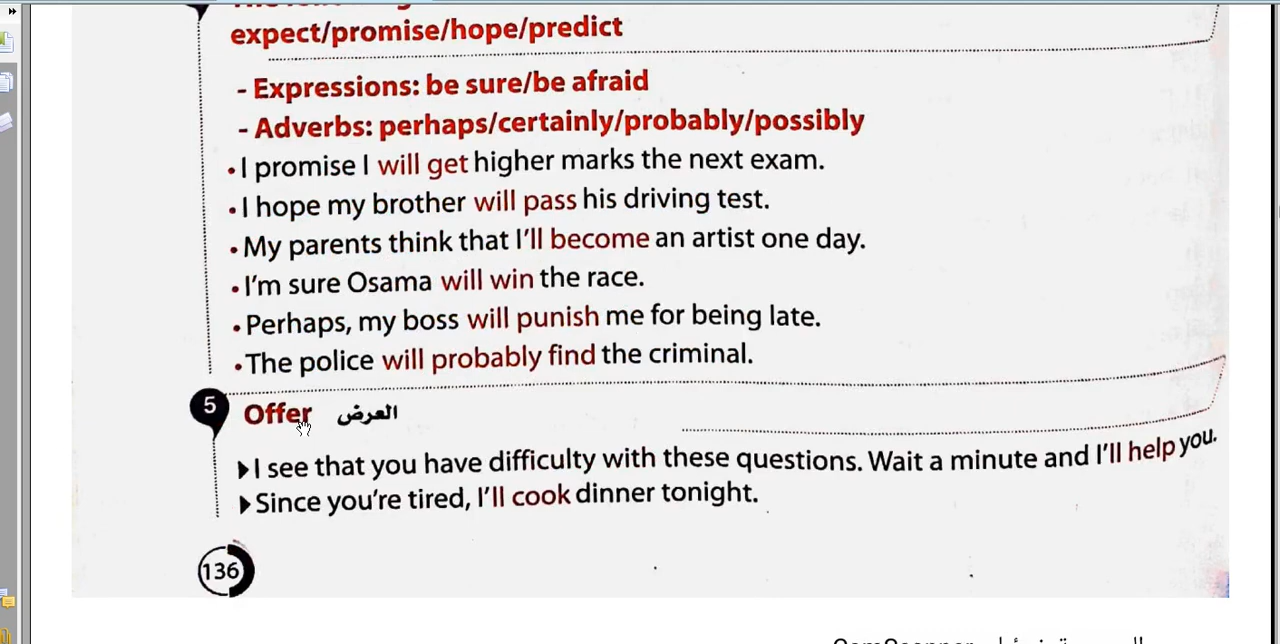 expect/promise/hope/predict
- Expressions: be sure/be afraid
- Adverbs: perhaps/certainly/probably/possibly
• I promise I will get higher marks the next exam.
• I hope my brother will pass his driving test.
• My parents think that I'll become an artist one day.
• I'm sure Osama will win the race.
• Perhaps, my boss will punish me for being late.
• The police will probably find the criminal.
5 Offer العرض
▸ I see that you have difficulty with these questions. Wait a minute and I'll help you.
▸ Since you're tired, I'll cook dinner tonight.
136